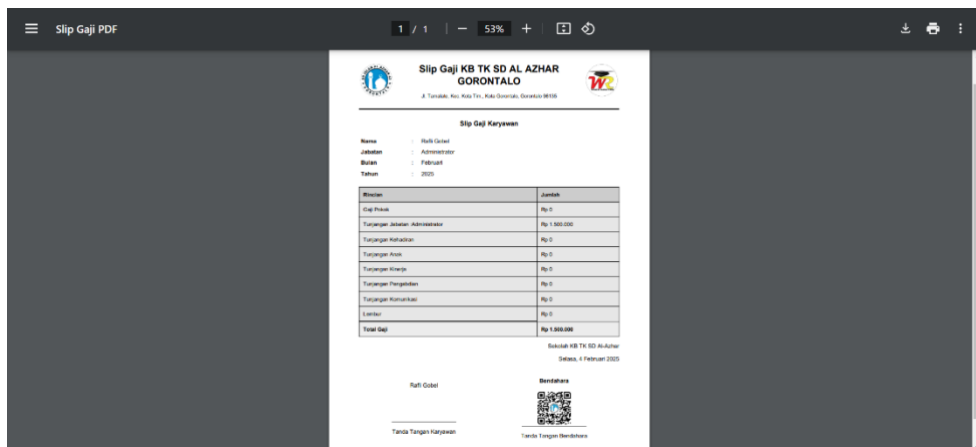 Slip Gaji PDF
1 / 1
53%
Slip Gaji KB TK SD AL AZHAR
GORONTALO
Slip Gaji Karyawan
Nama : Rafli Gobel
Jabatan : Administrator
Bulan : Februari
Tahun : 2025
Rincian Jumlah
Gaji Pokok Rp 0
Tunjangan Jabatan: Administrator Rp 1.500.000
Tunjangan Kehadiran Rp 0
Tunjangan Anak Rp 0
Tunjangan Kinerja Rp 0
Tunjangan Pengabdian Rp 0
Tunjangan Komunikasi Rp 0
Lembur Rp 0
Total Gaji Rp 1.500.000
Sekolah KB TK SD Al-Azhar
Selasa, 4 Februari 2025
Bendahara
Rafli Gobel
Tanda Tangan Karyawan
Tanda Tangan Bendahara